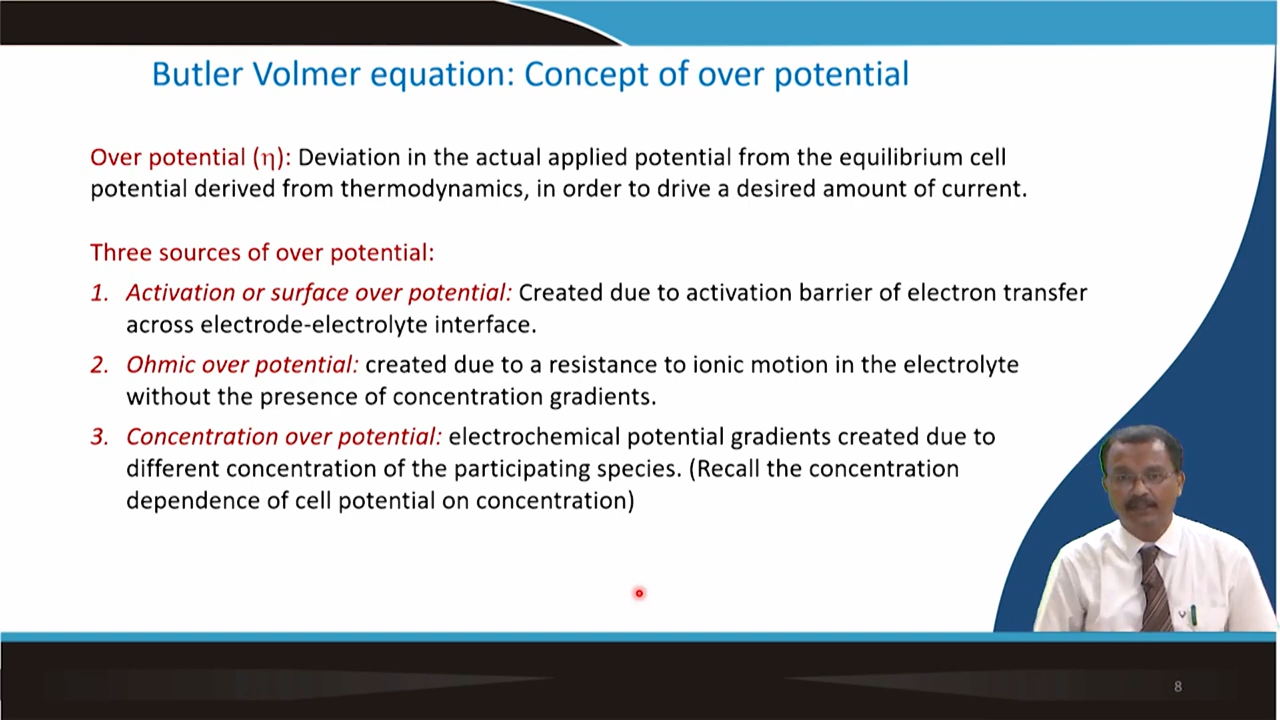 Butler Volmer equation: Concept of over potential
Over potential (η): Deviation in the actual applied potential from the equilibrium cell
potential derived from thermodynamics, in order to drive a desired amount of current.
Three sources of over potential:
1. Activation or surface over potential: Created due to activation barrier of electron transfer
across electrode-electrolyte interface.
2. Ohmic over potential: created due to a resistance to ionic motion in the electrolyte
without the presence of concentration gradients.
3. Concentration over potential: electrochemical potential gradients created due to
different concentration of the participating species. (Recall the concentration
dependence of cell potential on concentration)
8